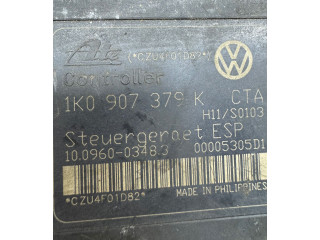 Ate (*CZU4F01D82*)
Controller
1K0 907 379 K CTA
H11/S0103
Steuergeraet ESP
10.0960-0348.3 00005305D1
*CZU4F01D82*
MADE IN PHILIPPINES